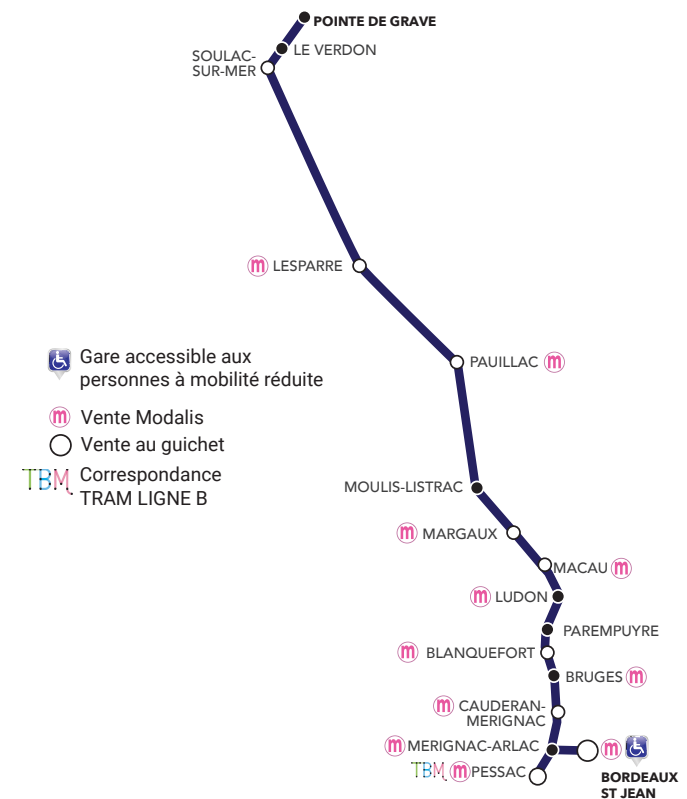 POINTE DE GRAVE
LE VERDON
SOULAC-
SUR-MER
m LESPARRE
Gare accessible aux
personnes à mobilité réduite
PAUILLAC m
m Vente Modalis
Vente au guichet
TBM Correspondance
TRAM LIGNE B
MOULIS-LISTRAC
m MARGAUX
MACAU m
m LUDON
PAREMPUYRE
m BLANQUEFORT
BRUGES m
m CAUDERAN-
MERIGNAC
m MERIGNAC-ARLAC
m
TBM m PESSAC
BORDEAUX
ST JEAN